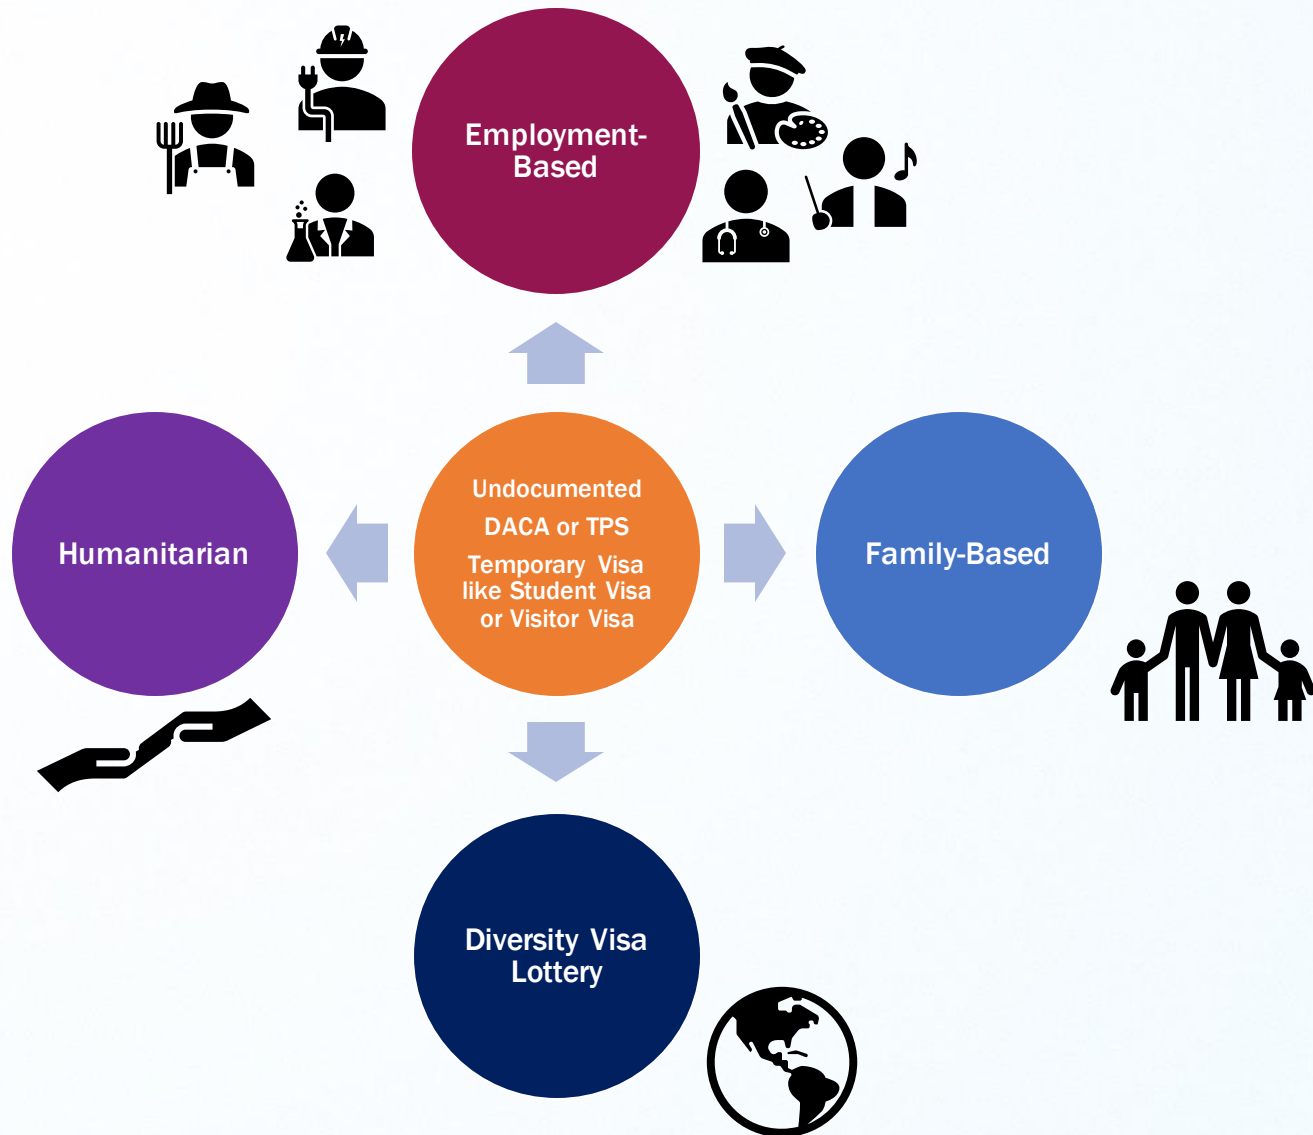 Employment-
Based
Humanitarian
Undocumented
DACA or TPS
Temporary Visa
like Student Visa
or Visitor Visa
Family-Based
Diversity Visa
Lottery